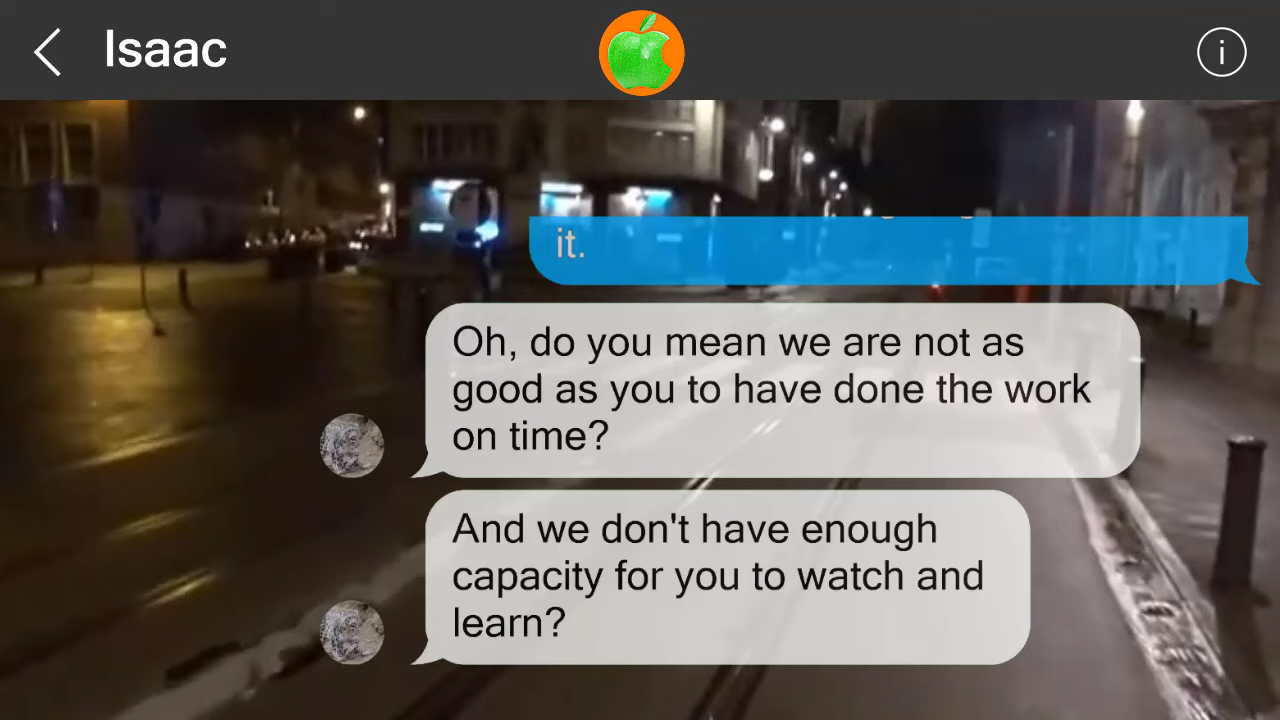 Isaac
it.
Oh, do you mean we are not as
good as you to have done the work
on time?
And we don't have enough
capacity for you to watch and
learn?